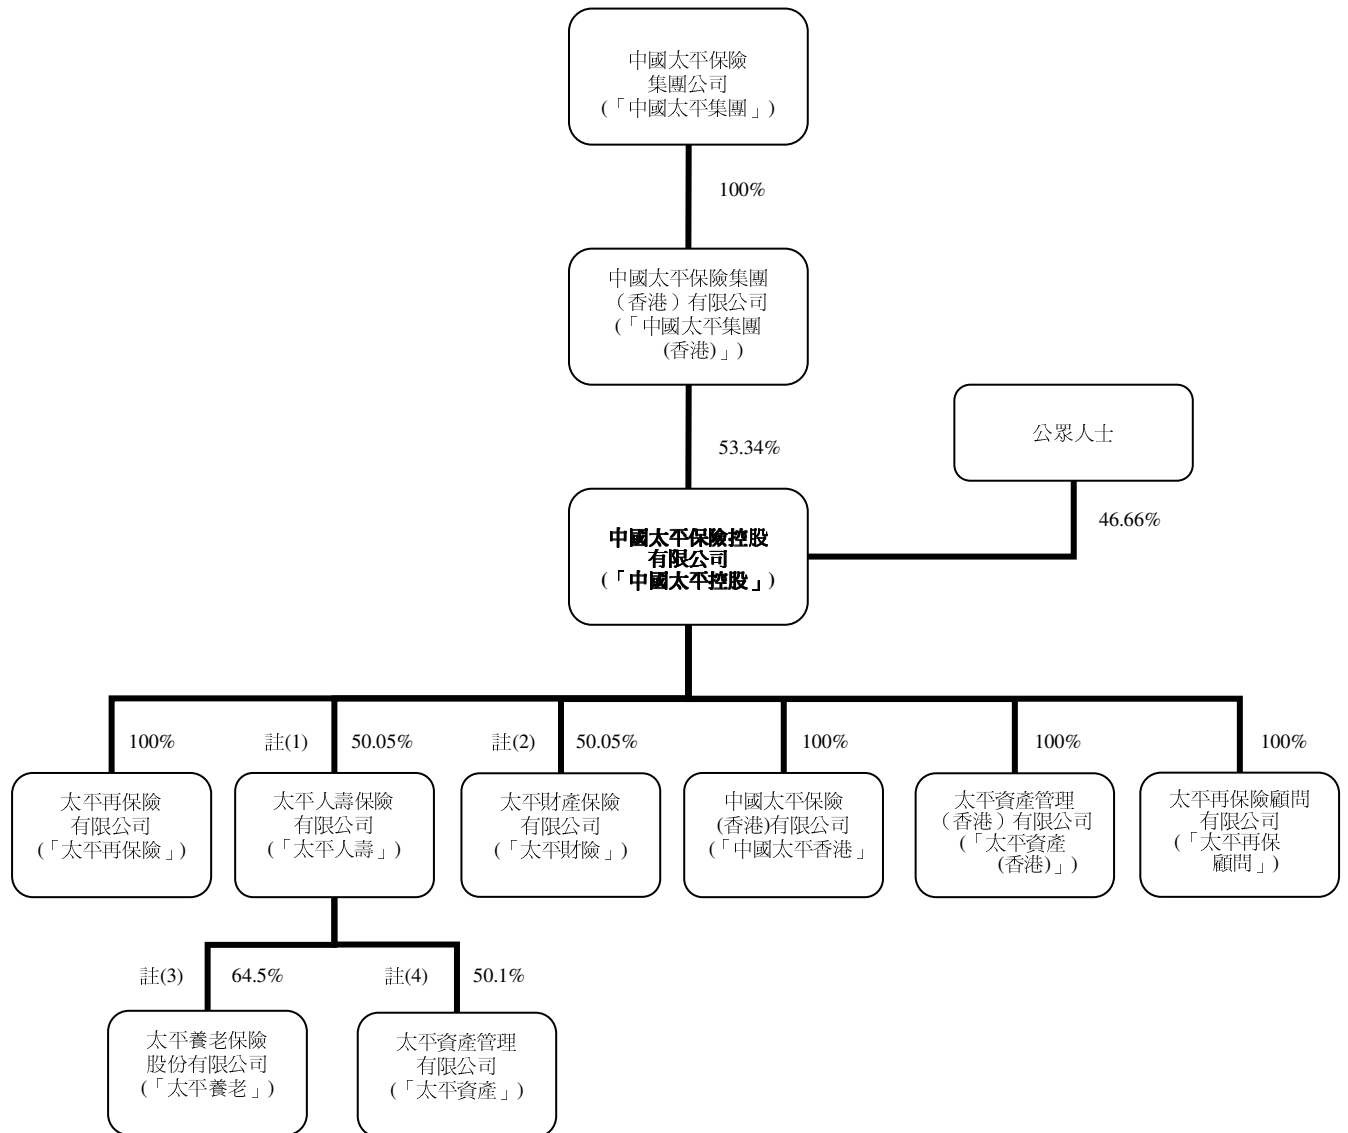 中國太平保險
集團公司
(「中國太平集團」)
100%
中國太平保險集團
（香港）有限公司
(「中國太平集團
(香港)」)
53.34%
公眾人士
46.66%
中國太平保險控股
有限公司
(「中國太平控股」)
100%
註(1)
50.05%
註(2)
50.05%
100%
100%
100%
太平再保險
有限公司
(「太平再保險」)
太平人壽保險
有限公司
(「太平人壽」)
太平財產保險
有限公司
(「太平財險」)
中國太平保險
(香港)有限公司
(「中國太平香港」
太平資產管理
（香港）有限公司
(「太平資產
(香港)」)
太平再保險顧問
有限公司
(「太平再保
顧問」)
註(3)
64.5%
註(4)
50.1%
太平養老保險
股份有限公司
(「太平養老」)
太平資產管理
有限公司
(「太平資產」)